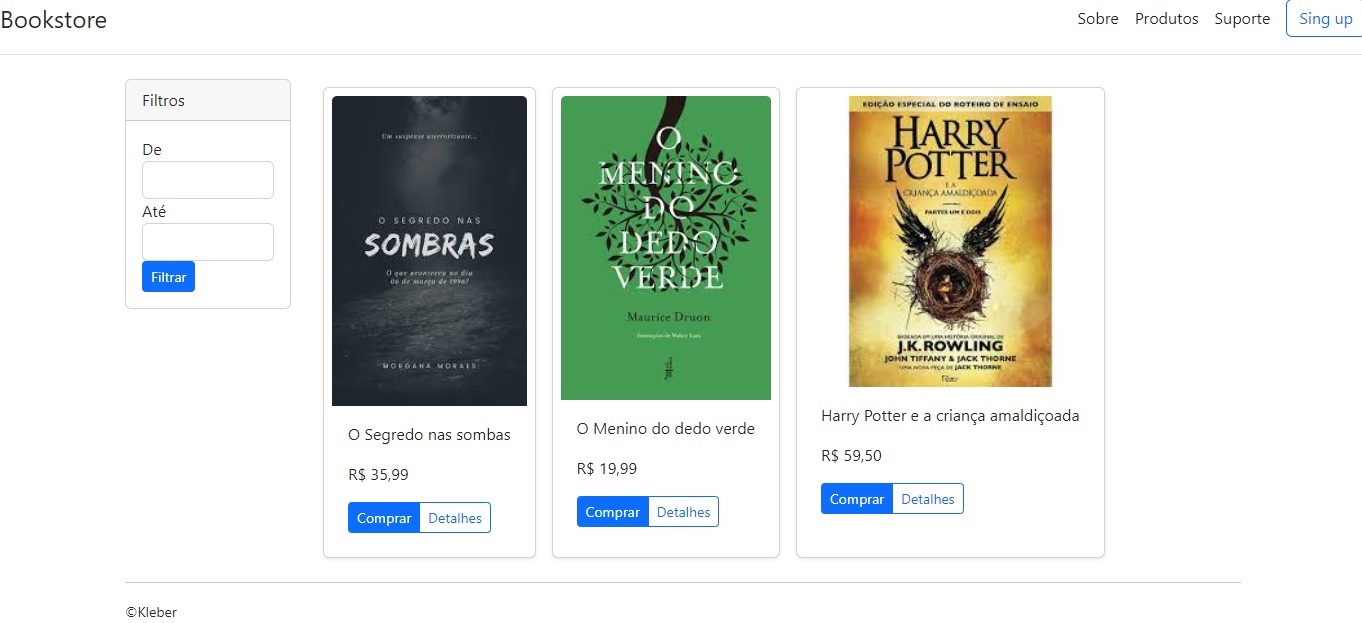 Bookstore
Sobre Produtos Suporte Sing up
Filtros
De
Até
Filtrar
Um suspense aterrorizante...
O SEGREDO NAS
SOMBRAS
O que aconteceu no dia
06 de março de 1996?
MORGANA MORAES
O Segredo nas sombas
R$ 35,99
Comprar Detalhes
O
MENINO
DO
DEDO
VERDE
Maurice Druon
O Menino do dedo verde
R$ 19,99
Comprar Detalhes
EDIÇÃO ESPECIAL DO ROTEIRO DE ENSAIO
HARRY
POTTER
E A
CRIANÇA AMALDIÇOADA
PARTES UM E DOIS
BASEADA EM UMA HISTÓRIA ORIGINAL DE
J.K.ROWLING
JOHN TIFFANY & JACK THORNE
UMA NOVA PEÇA DE JACK THORNE
Harry Potter e a criança amaldiçoada
R$ 59,50
Comprar Detalhes
©Kleber